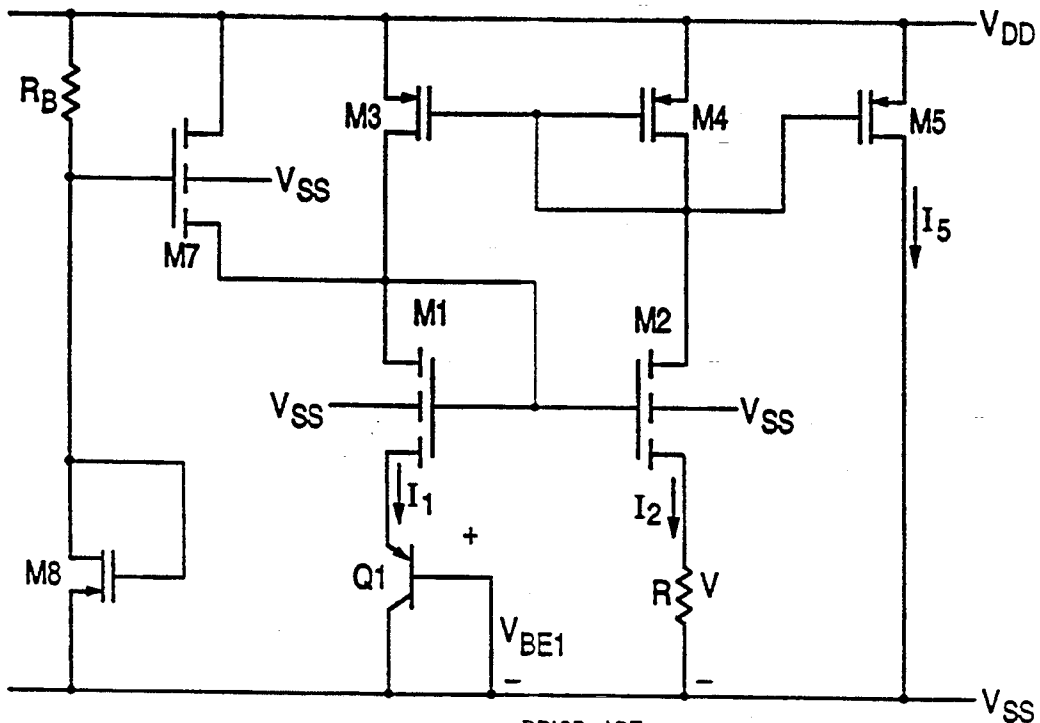 V_DD
R_B
M3
M4
M5
V_SS
M7
I_5
M1
M2
V_SS
V_SS
I_1
I_2
+
M8
Q1
R
V
V_BE1
–
–
V_SS